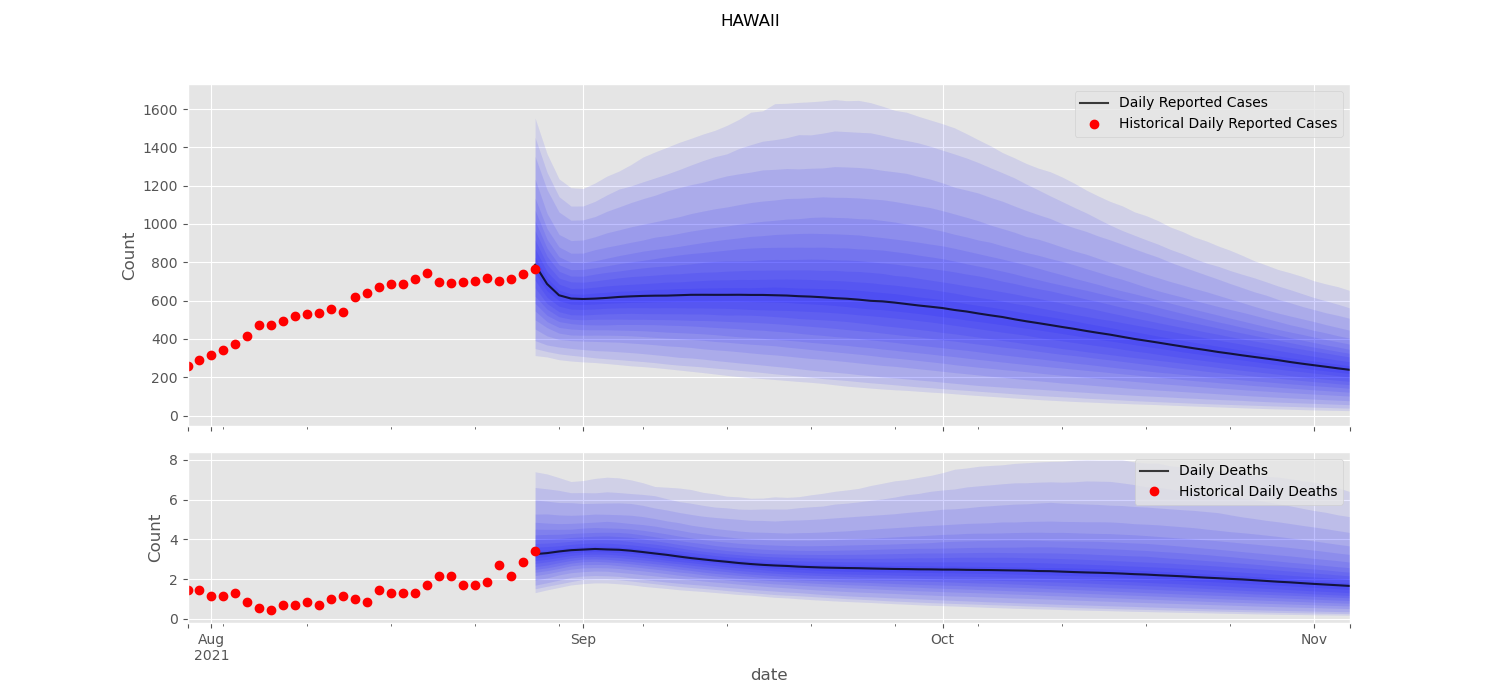 HAWAII
Daily Reported Cases
Historical Daily Reported Cases
Count
1600
1400
1200
1000
800
600
400
200
0
Daily Deaths
Historical Daily Deaths
Count
8
6
4
2
0
Aug Sep Oct Nov
2021
date